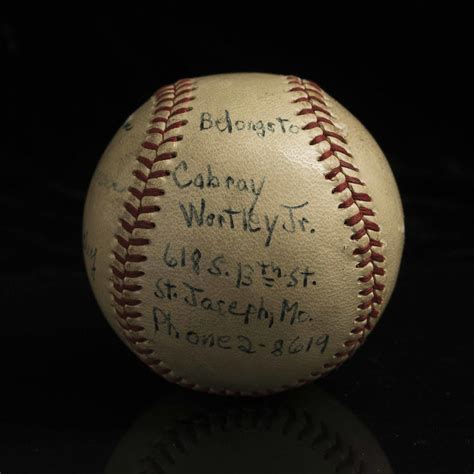 Belongs to
Cobray
Wortley Jr.
618 S. 13th St.
St. Joseph, Mo.
Phone 2-8619